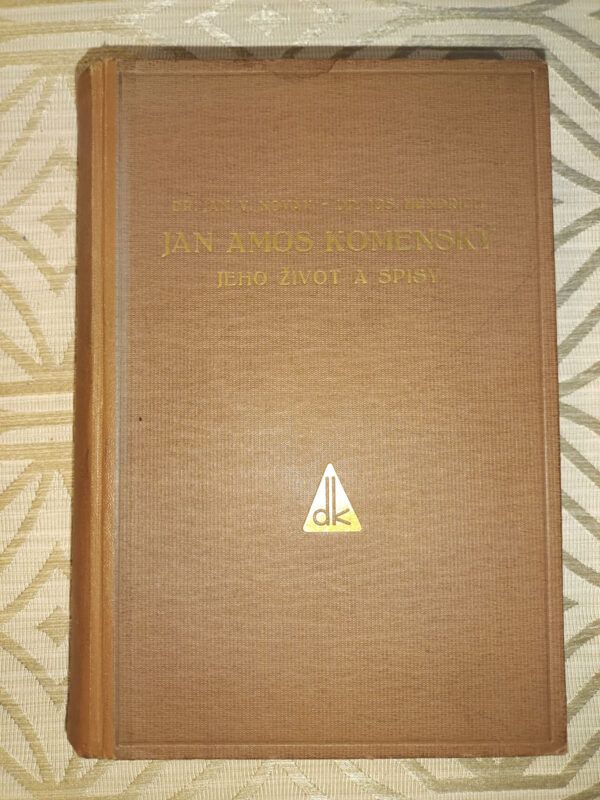 DR. JAN V. NOVÁK - DR. JOS. HENDRICH
JAN AMOS KOMENSKÝ
JEHO ŽIVOT A SPISY
dk